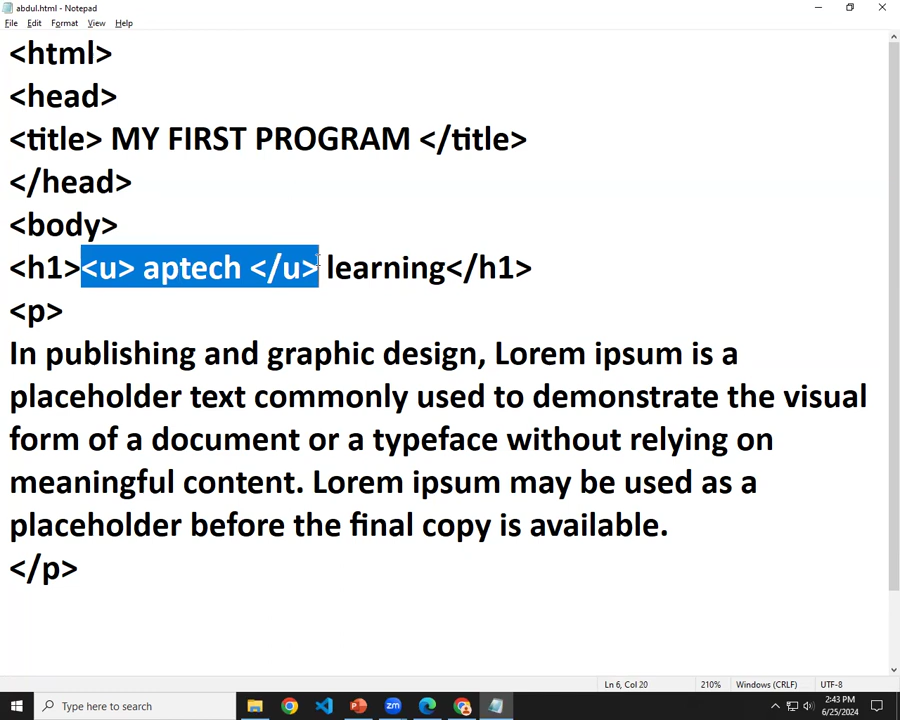 abdul.html - Notepad
File Edit Format View Help
<html>
<head>
<title> MY FIRST PROGRAM </title>
</head>
<body>
<h1><u> aptech </u> learning</h1>
<p>
In publishing and graphic design, Lorem ipsum is a
placeholder text commonly used to demonstrate the visual
form of a document or a typeface without relying on
meaningful content. Lorem ipsum may be used as a
placeholder before the final copy is available.
</p>
Ln 6, Col 20 210% Windows (CRLF) UTF-8
Type here to search
2:43 PM
6/25/2024